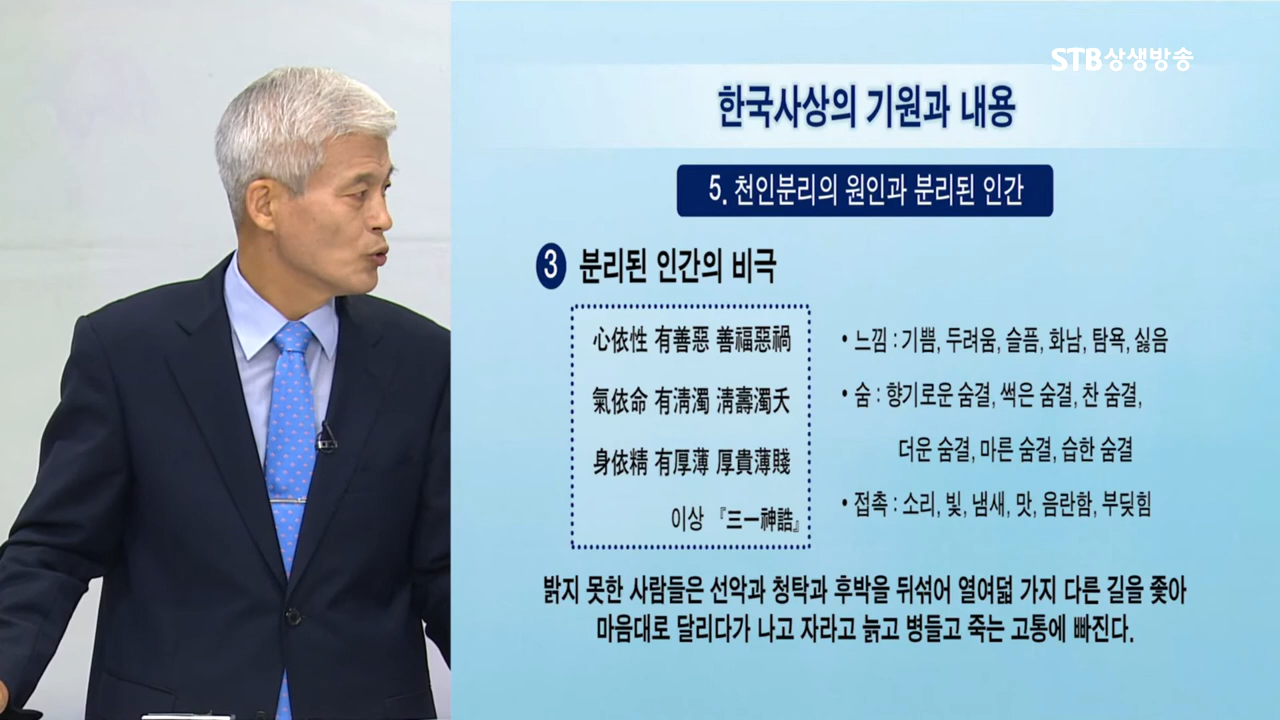 STB상생방송
한국사상의 기원과 내용
5. 천인분리의 원인과 분리된 인간
3 분리된 인간의 비극
心依性 有善惡 善福惡禍
氣依命 有淸濁 淸壽濁夭
身依精 有厚薄 厚貴薄賤
이상 『三一神誥』
• 느낌 : 기쁨, 두려움, 슬픔, 화남, 탐욕, 싫음
• 숨 : 향기로운 숨결, 썩은 숨결, 찬 숨결,
더운 숨결, 마른 숨결, 습한 숨결
• 접촉 : 소리, 빛, 냄새, 맛, 음란함, 부딪힘
밝지 못한 사람들은 선악과 청탁과 후박을 뒤섞어 열여덟 가지 다른 길을 좇아
마음대로 달리다가 나고 자라고 늙고 병들고 죽는 고통에 빠진다.